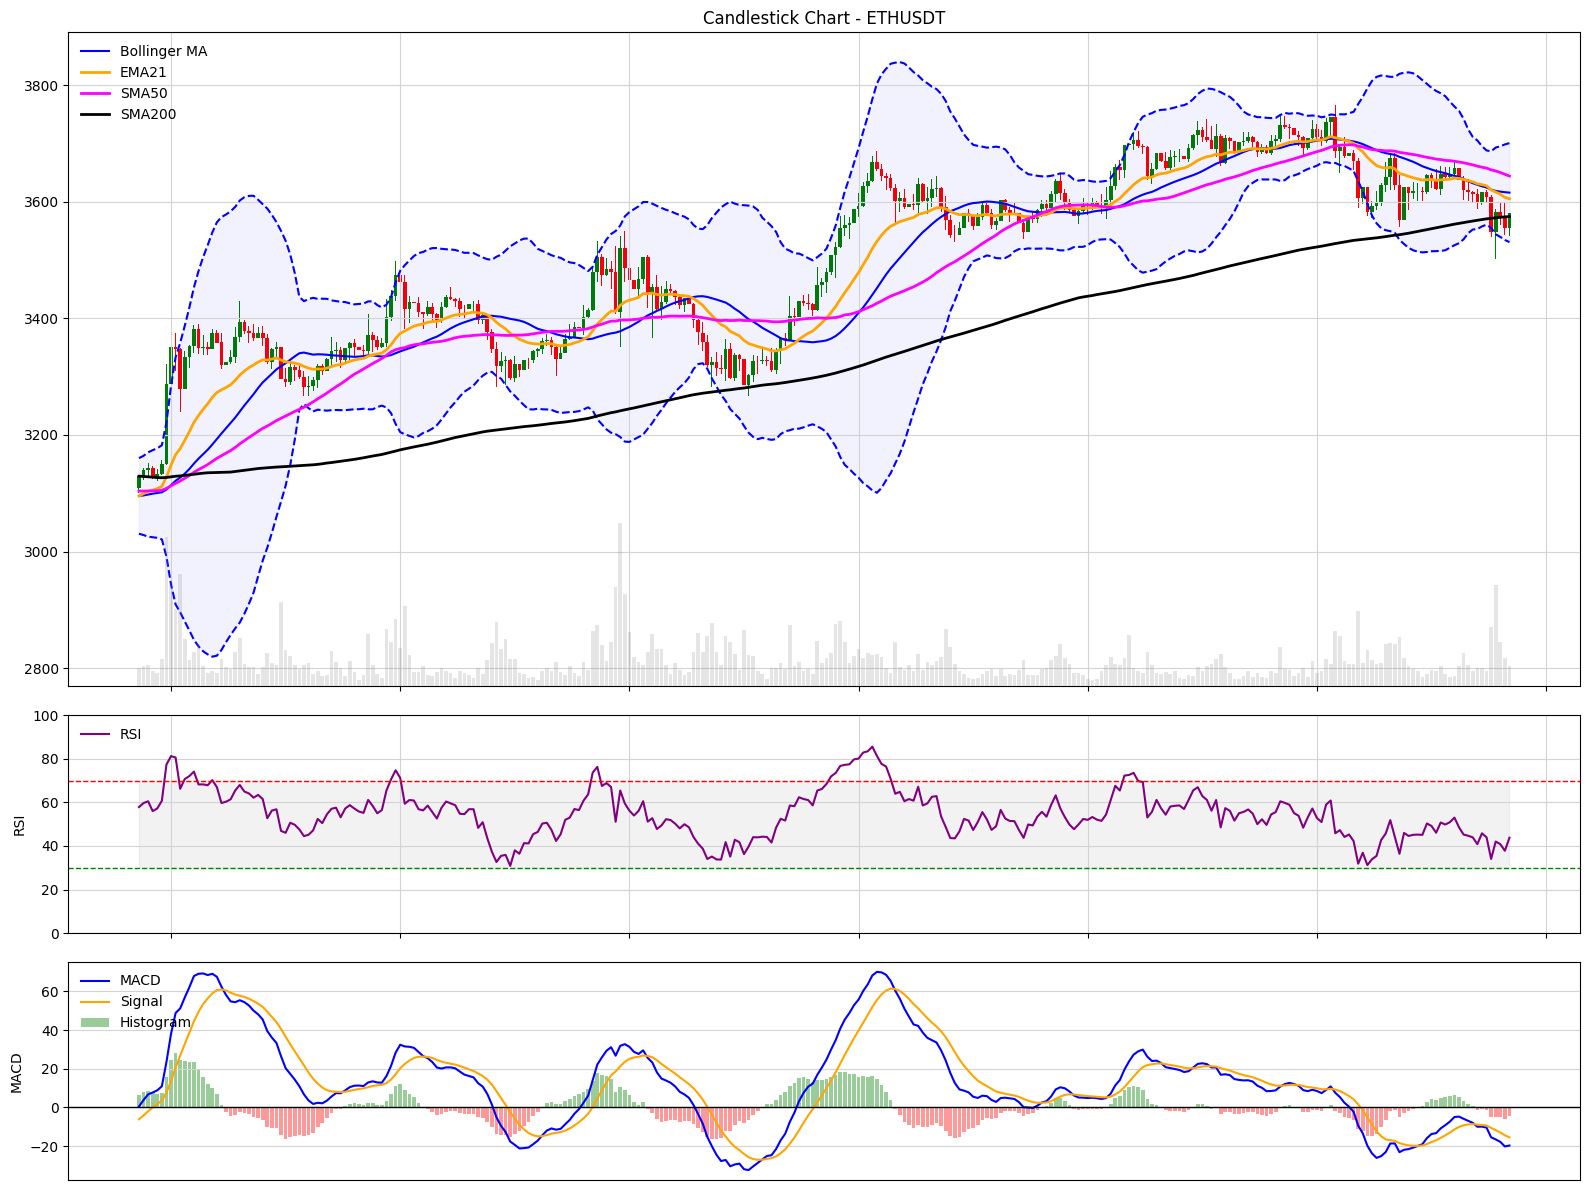 Candlestick Chart - ETHUSDT
Bollinger MA
EMA21
SMA50
SMA200
3800
3600
3400
3200
3000
2800
RSI
RSI
100
80
60
40
20
0
MACD
Signal
Histogram
MACD
60
40
20
0
−20